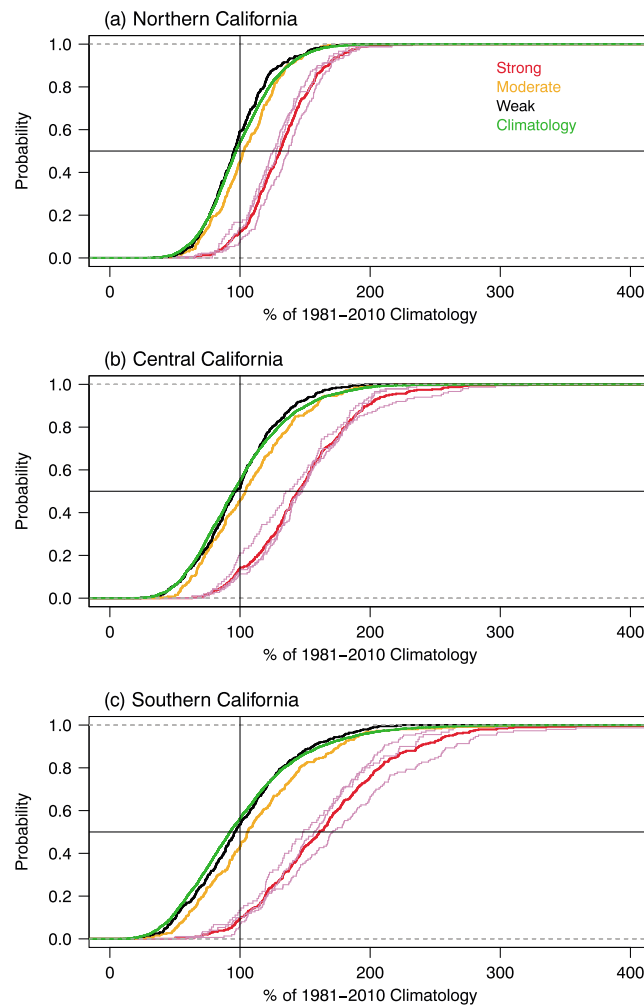 (a) Northern California
1.0
0.8
0.6
0.4
0.2
0.0
Probability
Strong
Moderate
Weak
Climatology
0 100 200 300 400
% of 1981−2010 Climatology
(b) Central California
1.0
0.8
0.6
0.4
0.2
0.0
Probability
0 100 200 300 400
% of 1981−2010 Climatology
(c) Southern California
1.0
0.8
0.6
0.4
0.2
0.0
Probability
0 100 200 300 400
% of 1981−2010 Climatology